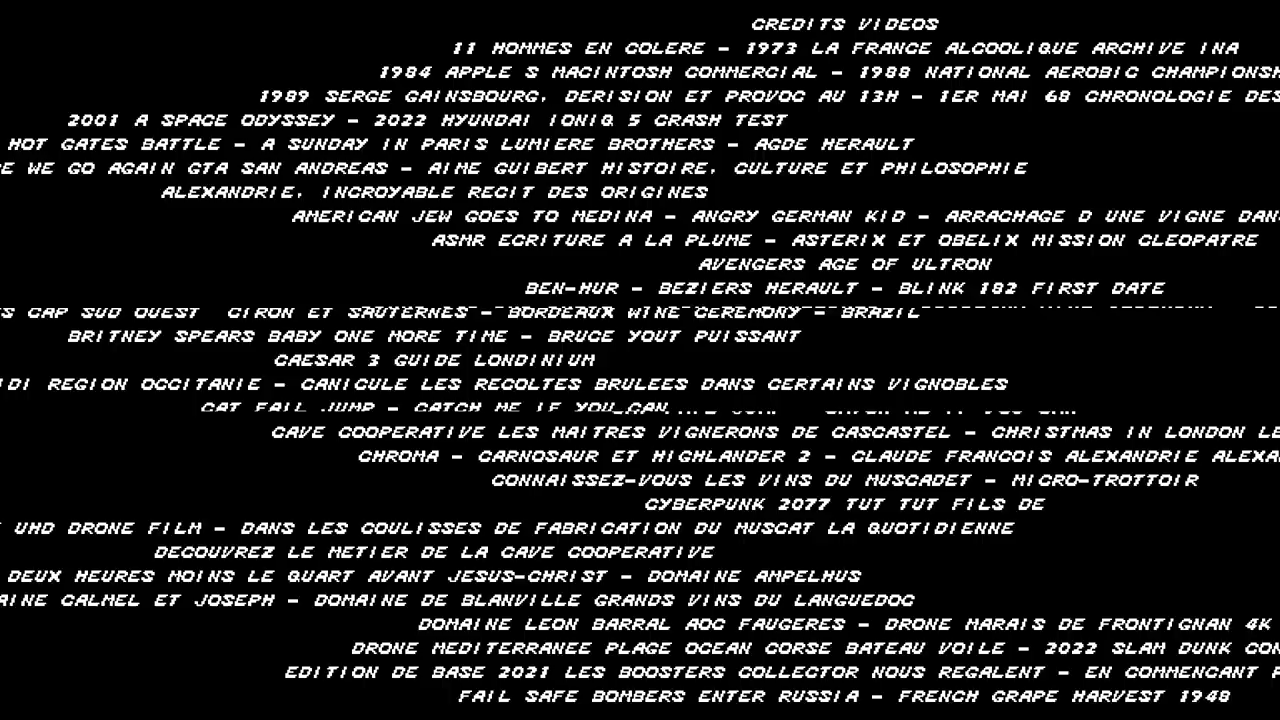 CREDITS VIDEOS
11 HOMMES EN COLERE - 1973 LA FRANCE ALCOOLIQUE ARCHIVE INA
1984 APPLE S MACINTOSH COMMERCIAL - 1988 NATIONAL AEROBIC
1989 SERGE GAINSBOURG, DERISION ET PROVOC AU 13H - 1ER MAI 68 CHRONOLOGIE DES
2001 A SPACE ODYSSEY - 2022 HYUNDAI IONIQ 5 CRASH TEST
HOT GATES BATTLE - A SUNDAY IN PARIS LUMIERE BROTHERS - AGDE HERAULT
WE GO AGAIN GTA SAN ANDREAS - AIME GUIBERT HISTOIRE, CULTURE ET PHILOSOPHIE
ALEXANDRIE, INCROYABLE RECIT DES ORIGINES
AMERICAN JEW GOES TO MEDINA - ANGRY GERMAN KID - ARRACHAGE D UNE VIGNE
ASMR ECRITURE A LA PLUME - ASTERIX ET OBELIX MISSION CLEOPATRE
AVENGERS AGE OF ULTRON
BEN-HUR - BEZIERS HERAULT - BLINK 182 FIRST DATE
CAP SUD OUEST CIRON ET SAUTERNES - BORDEAUX WINE CEREMONY - BRAZIL
BRITNEY SPEARS BABY ONE MORE TIME - BRUCE YOUT PUISSANT
CAESAR 3 GUIDE LONDINIUM
REGION OCCITANIE - CANICULE LES RECOLTES BRULEES DANS CERTAINS VIGNOBLES
CAT FAIL JUMP - CATCH ME IF YOU CAN
CAVE COOPERATIVE LES MAITRES VIGNERONS DE CASCASTEL - CHRISTMAS IN LONDON
CHROMA - CARNOSAUR ET HIGHLANDER 2 - CLAUDE FRANCOIS ALEXANDRIE
CONNAISSEZ-VOUS LES VINS DU MUSCADET - MICRO-TROTTOIR
CYBERPUNK 2077 TUT TUT FILS DE
UHD DRONE FILM - DANS LES COULISSES DE FABRICATION DU MUSCAT LA QUOTIDIENNE
DECOUVREZ LE METIER DE LA CAVE COOPERATIVE
DEUX HEURES MOINS LE QUART AVANT JESUS-CHRIST - DOMAINE AMPELHUS
CALMEL ET JOSEPH - DOMAINE DE BLANVILLE GRANDS VINS DU LANGUEDOC
DOMAINE LEON BARRAL AOC FAUGERES - DRONE MARAIS DE FRONTIGNAN 4K
DRONE MEDITERRANEE PLAGE OCEAN CORSE BATEAU VOILE - 2022 SLAM DUNK
EDITION DE BASE 2021 LES BOOSTERS COLLECTOR NOUS REGALENT - EN COMMENCANT
FAIL SAFE BOMBERS ENTER RUSSIA - FRENCH GRAPE HARVEST 1948